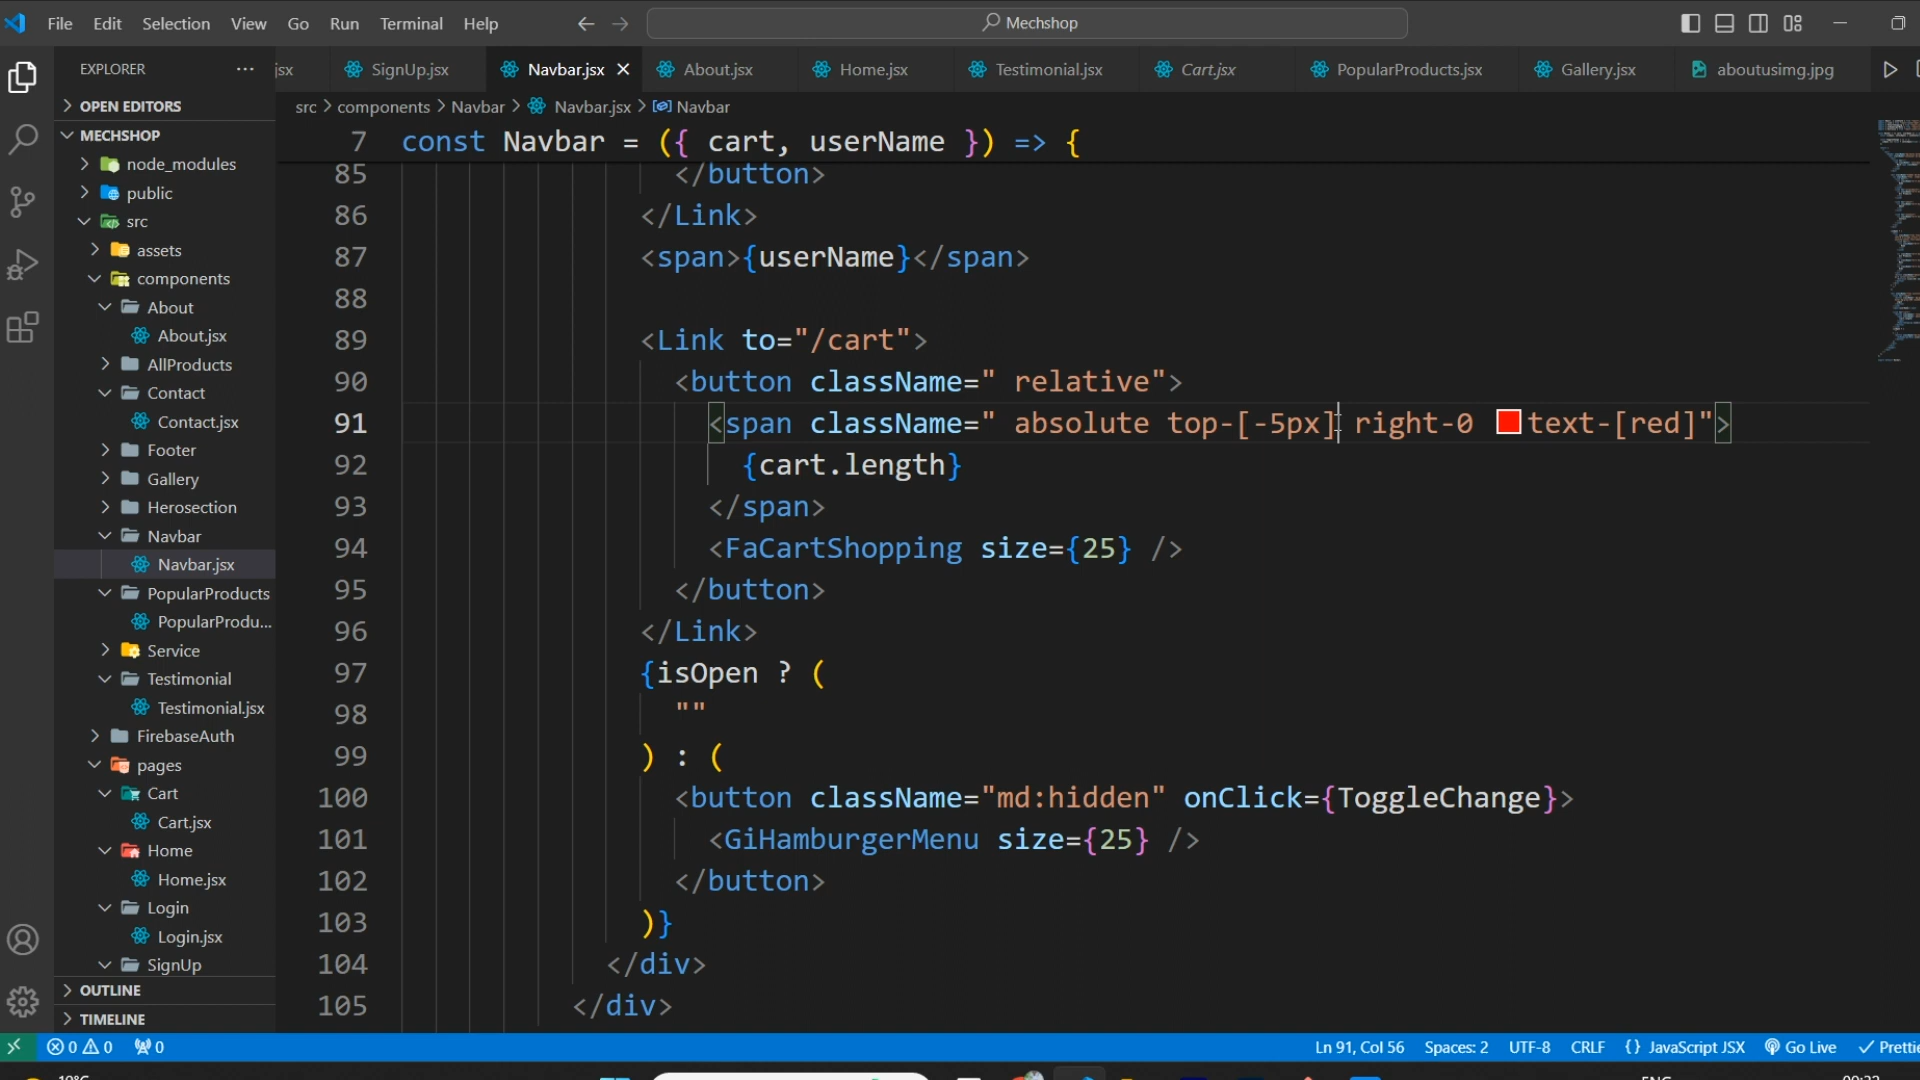 File Edit Selection View Go Run Terminal Help Mechshop
EXPLORER ... jsx SignUp.jsx Navbar.jsx About.jsx Home.jsx Testimonial.jsx Cart.jsx PopularProducts.jsx Gallery.jsx aboutusimg.jpg
src > components > Navbar > Navbar.jsx > Navbar
OPEN EDITORS
MECHSHOP
node_modules
public
src
assets
components
About
About.jsx
AllProducts
Contact
Contact.jsx
Footer
Gallery
Herosection
Navbar
Navbar.jsx
PopularProducts
PopularProdu...
Service
Testimonial
Testimonial.jsx
FirebaseAuth
pages
Cart
Cart.jsx
Home
Home.jsx
Login
Login.jsx
SignUp
OUTLINE
TIMELINE
7 const Navbar = ({ cart, userName }) => {
85 </button>
86 </Link>
87 <span>{userName}</span>
88
89 <Link to="/cart">
90 <button className=" relative">
91 <span className=" absolute top-[-5px] right-0 text-[red]">
92 {cart.length}
93 </span>
94 <FaCartShopping size={25} />
95 </button>
96 </Link>
97 {isOpen ? (
98 ""
99 ) : (
100 <button className="md:hidden" onClick={ToggleChange}>
101 <GiHamburgerMenu size={25} />
102 </button>
103 )}
104 </div>
105 </div>
0 0 0 Ln 91, Col 56 Spaces: 2 UTF-8 CRLF {} JavaScript JSX Go Live